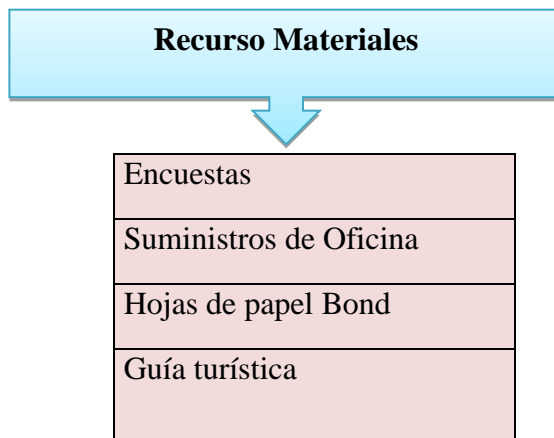 Recurso Materiales
Encuestas
Suministros de Oficina
Hojas de papel Bond
Guía turística